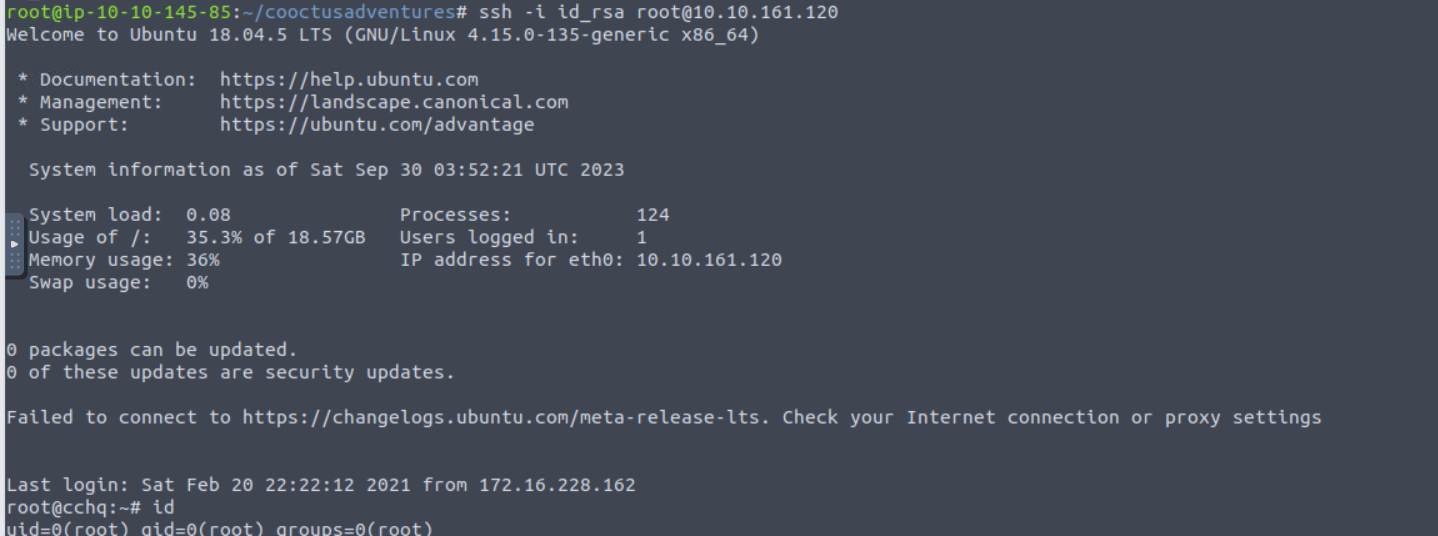 root@ip-10-10-145-85:~/cooctusadventures# ssh -i id_rsa root@10.10.161.120
Welcome to Ubuntu 18.04.5 LTS (GNU/Linux 4.15.0-135-generic x86_64)
* Documentation:  https://help.ubuntu.com
* Management:     https://landscape.canonical.com
* Support:        https://ubuntu.com/advantage
System information as of Sat Sep 30 03:52:21 UTC 2023
System load:  0.08               Processes:           124
Usage of /:   35.3% of 18.57GB   Users logged in:     1
Memory usage: 36%                IP address for eth0: 10.10.161.120
Swap usage:   0%
0 packages can be updated.
0 of these updates are security updates.
Failed to connect to https://changelogs.ubuntu.com/meta-release-lts. Check your Internet connection or proxy settings
Last login: Sat Feb 20 22:22:12 2021 from 172.16.228.162
root@cchq:~# id
uid=0(root) gid=0(root) groups=0(root)